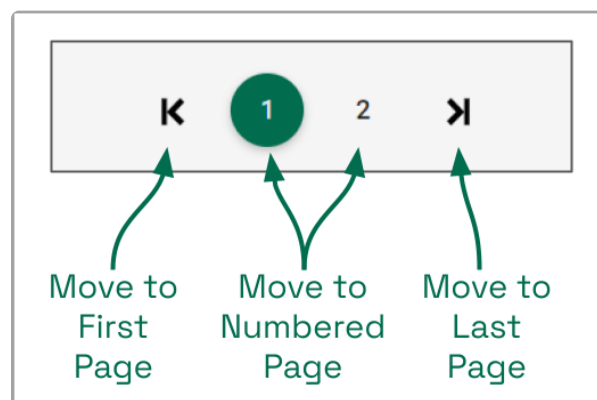 1 2
Move to
First
Page
Move to
Numbered
Page
Move to
Last
Page